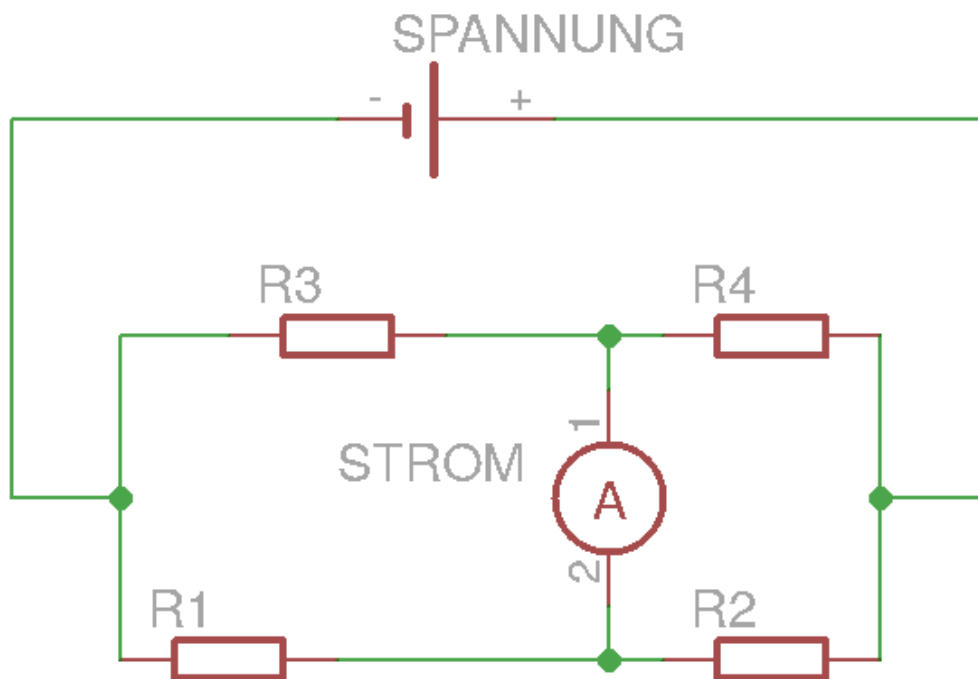 SPANNUNG
- +
R3 R4
1
STROM
A
2
R1 R2